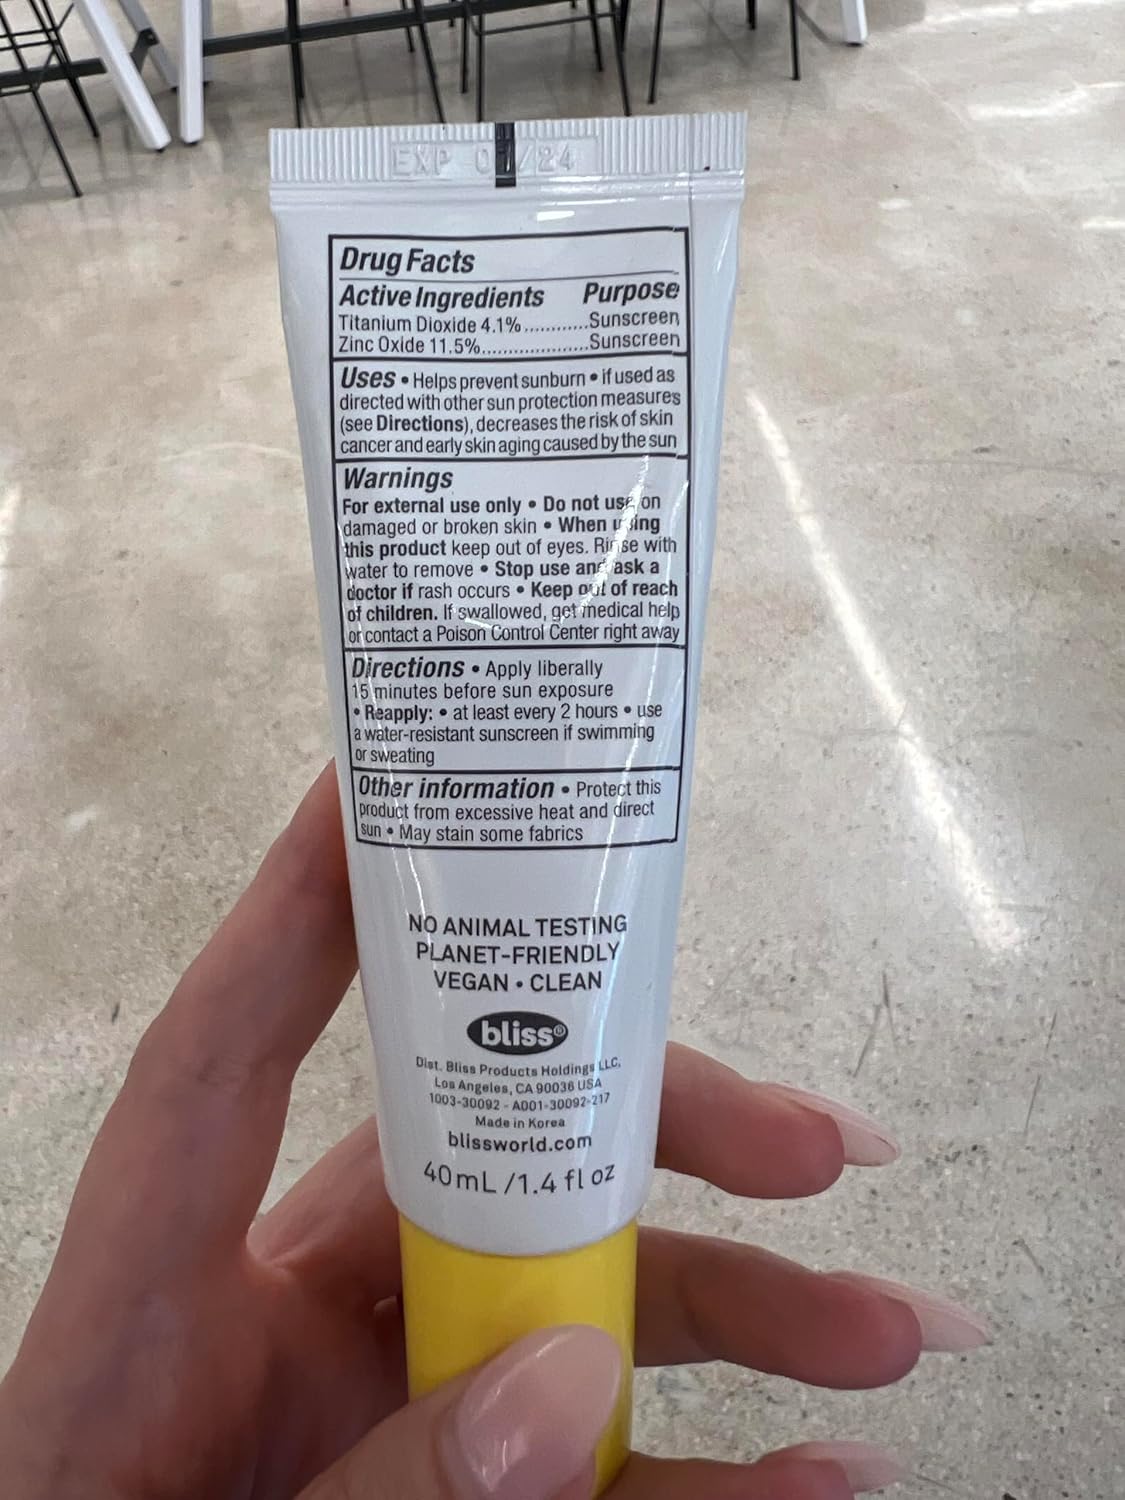 EXP 07/24
Drug Facts
Active Ingredients Purpose
Titanium Dioxide 4.1%............Sunscreen
Zinc Oxide 11.5%....................Sunscreen
Uses • Helps prevent sunburn • if used as
directed with other sun protection measures
(see Directions), decreases the risk of skin
cancer and early skin aging caused by the sun
Warnings
For external use only • Do not use on
damaged or broken skin • When using
this product keep out of eyes. Rinse with
water to remove • Stop use and ask a
doctor if rash occurs • Keep out of reach
of children. If swallowed, get medical help
or contact a Poison Control Center right away
Directions • Apply liberally
15 minutes before sun exposure
• Reapply: • at least every 2 hours • use
a water-resistant sunscreen if swimming
or sweating
Other information • Protect this
product from excessive heat and direct
sun • May stain some fabrics
NO ANIMAL TESTING
PLANET-FRIENDLY
VEGAN • CLEAN
bliss®
Dist. Bliss Products Holdings LLC,
Los Angeles, CA 90036 USA
1003-30092 - A001-30092-217
Made in Korea
blissworld.com
40mL /1.4 fl oz